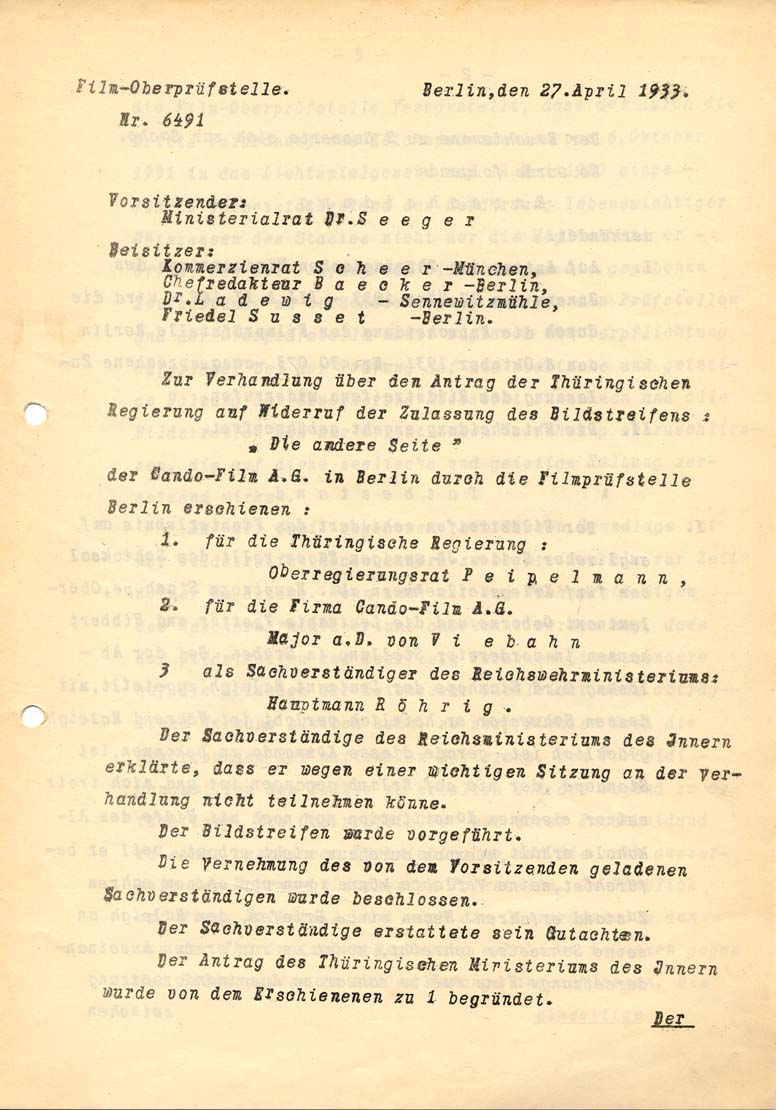 Film-Oberprüfstelle. Berlin,den 27.April 1933.
Nr. 6491
Vorsitzender:
Ministerialrat Dr.S e e g e r
Beisitzer:
Kommerzienrat S c h e e r -München,
Chefredakteur B a e c k e r -Berlin,
Dr.L a d e w i g - Sennewitzmühle,
Friedel S u s s e t -Berlin.
Zur Verhandlung über den Antrag der Thüringischen
Regierung auf Widerruf der Zulassung des Bildstreifens :
" Die andere Seite "
der Cando-Film A.G. in Berlin durch die Filmprüfstelle
Berlin erschienen :
1. für die Thüringische Regierung :
Oberregierungsrat P e i p e l m a n n ,
2. für die Firma Cando-Film A.G.
Major a.D. von V i e b a h n
3 als Sachverständiger des Reichswehrministeriums:
Hauptmann R ö h r i g .
Der Sachverständige des Reichsministeriums des Innern
erklärte, dass er wegen einer wichtigen Sitzung an der Ver-
handlung nicht teilnehmen könne.
Der Bildstreifen wurde vorgeführt.
Die Vernehmung des von dem Vorsitzenden geladenen
Sachverständigen wurde beschlossen.
Der Sachverständige erstattete sein Gutachten.
Der Antrag des Thüringischen Ministeriums des Innern
wurde von dem Erschienenen zu 1 begründet.
Der